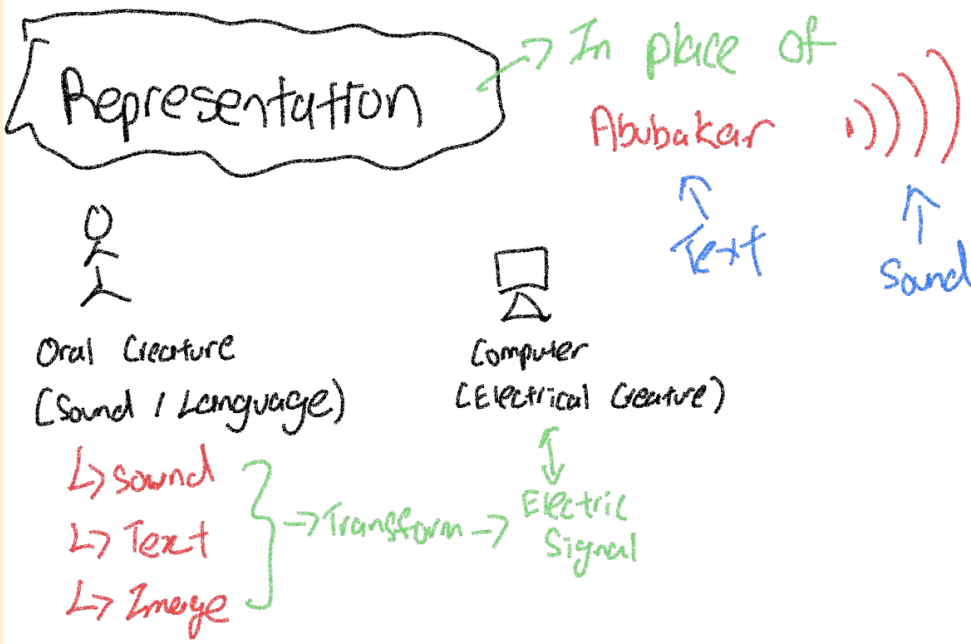 Representation → In place of
Abubakar
Text
Sound
Oral Creature
(Sound / Language)
Computer
(Electrical Creature)
↳ Sound
↳ Text
↳ Image
→ Transform →
Electric
Signal